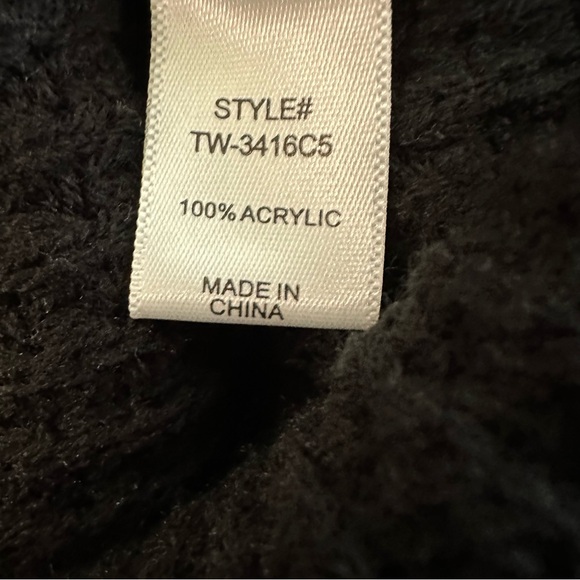 STYLE#
TW-3416C5
100% ACRYLIC
MADE IN
CHINA